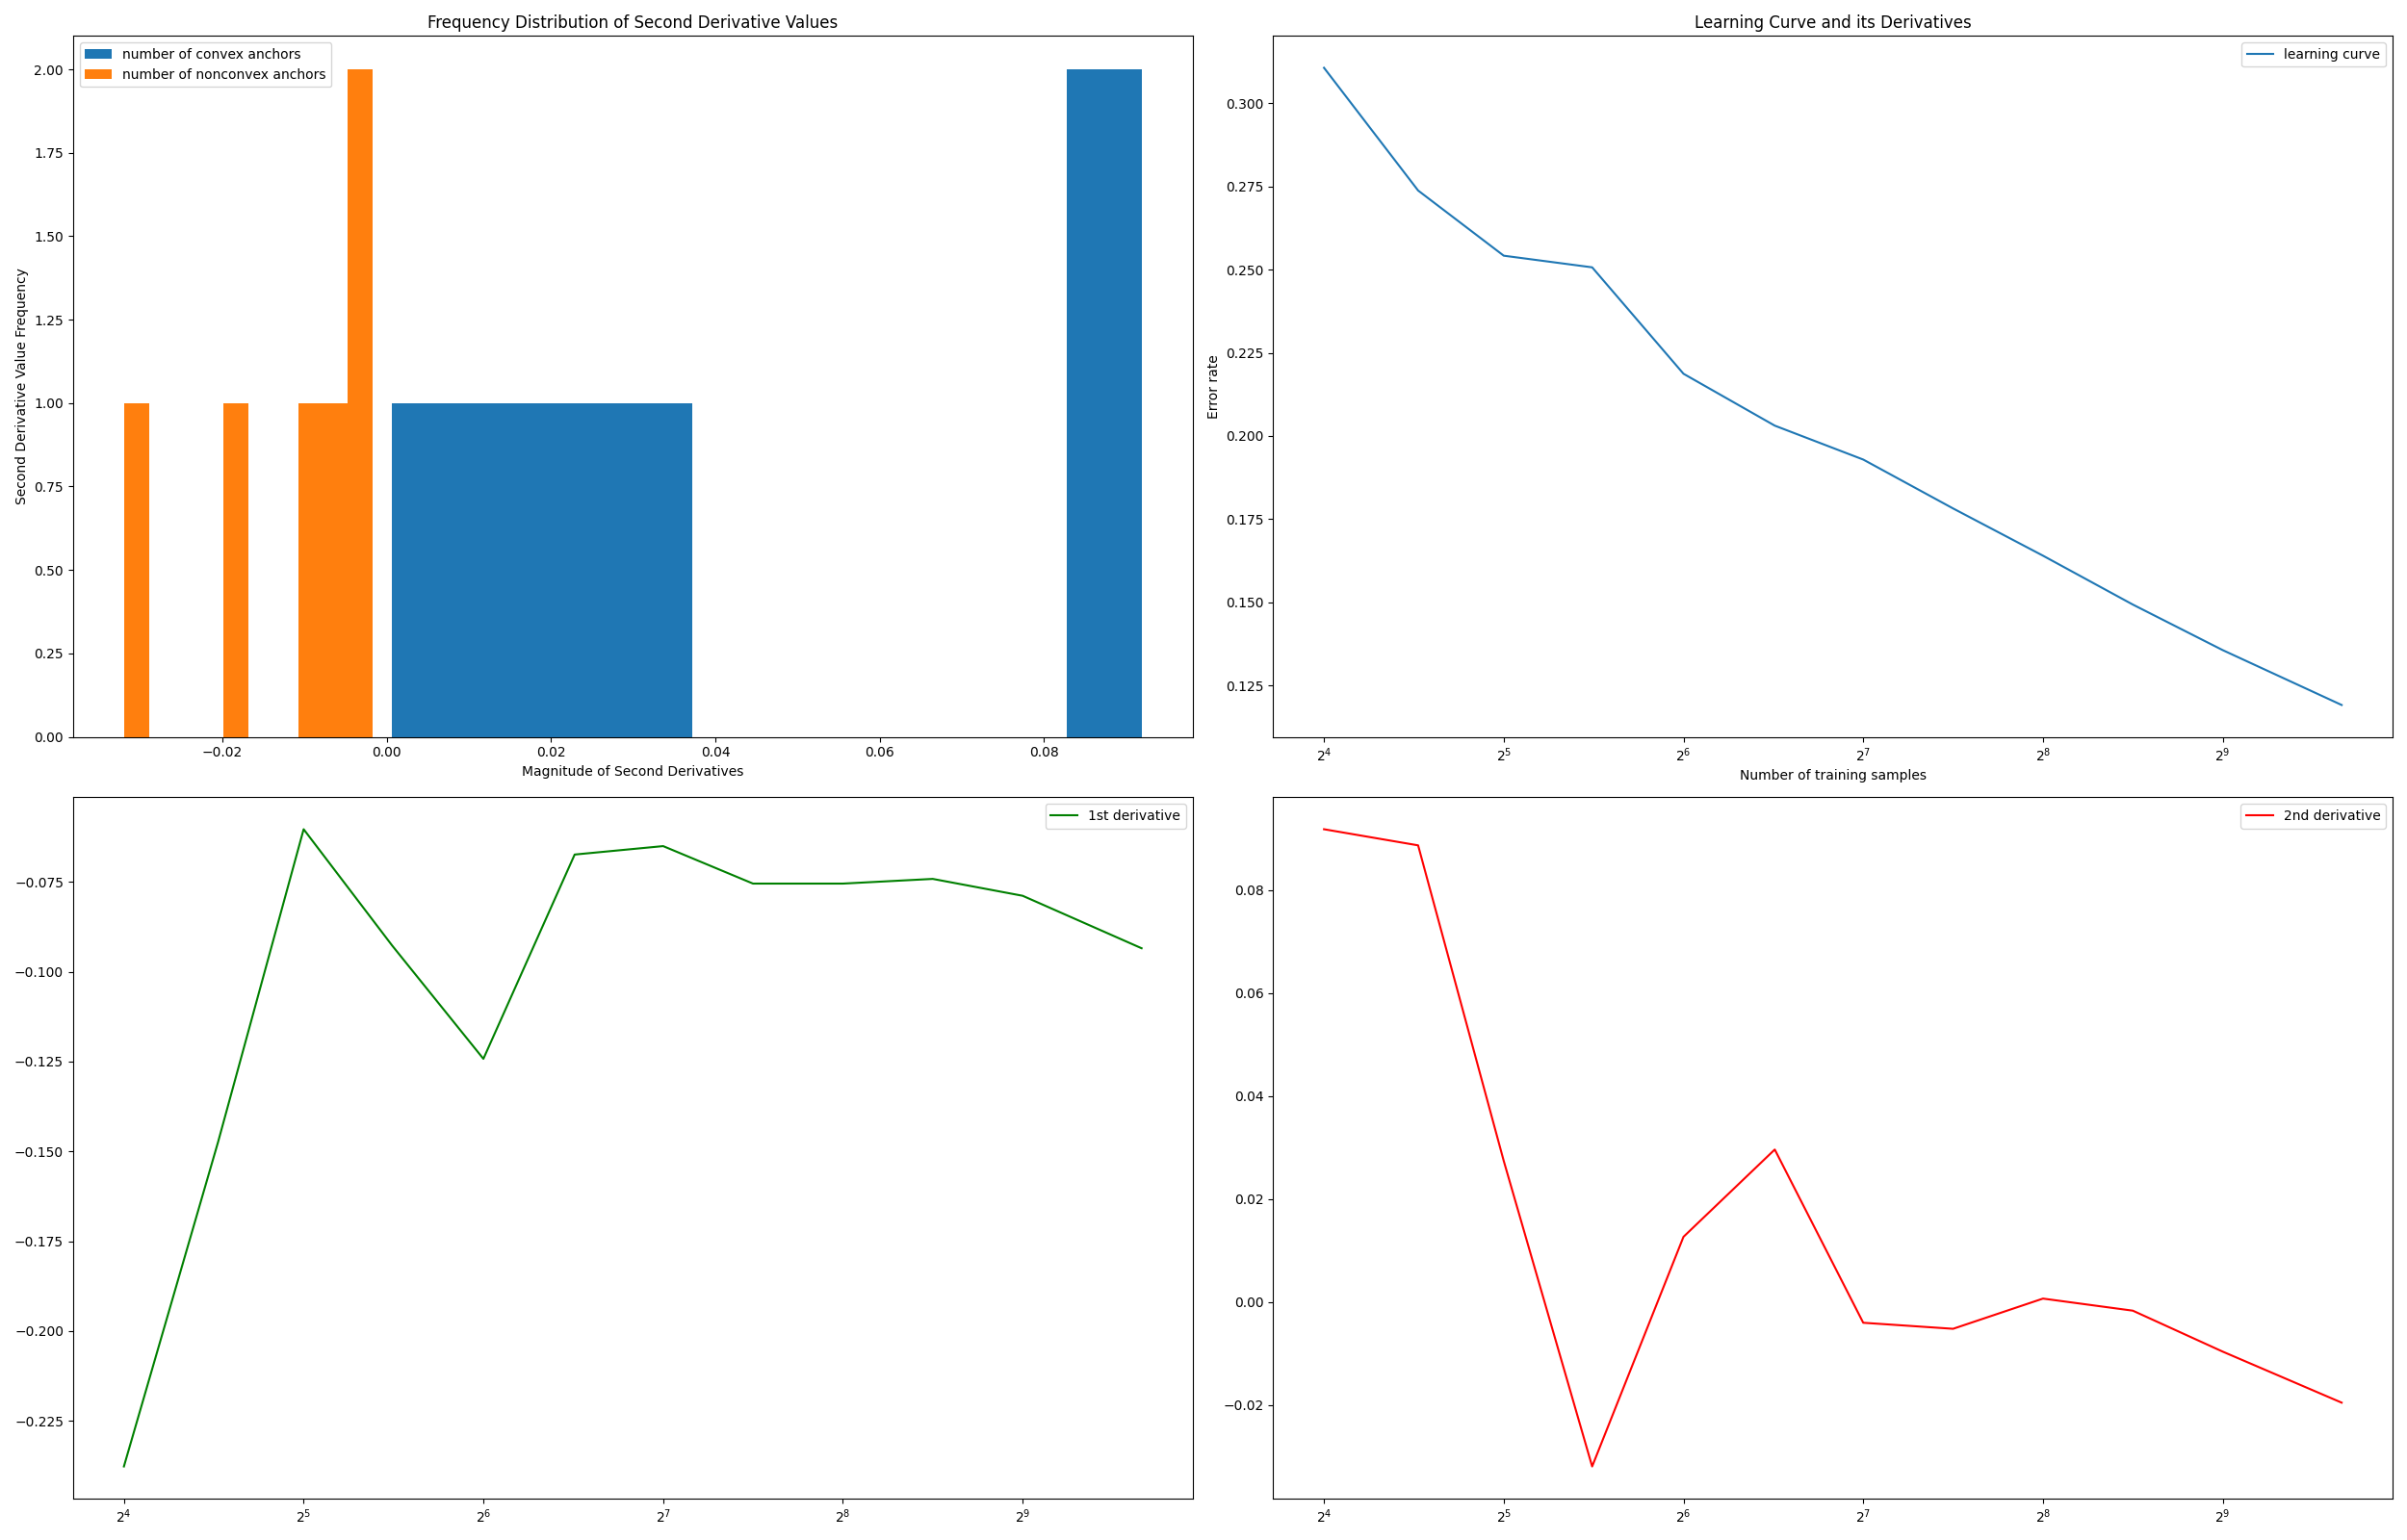 Frequency Distribution of Second Derivative Values
number of convex anchors
number of nonconvex anchors
2.00
1.75
1.50
1.25
1.00
0.75
0.50
0.25
0.00
Second Derivative Value Frequency
−0.02 0.00 0.02 0.04 0.06 0.08
Magnitude of Second Derivatives
Learning Curve and its Derivatives
learning curve
0.300
0.275
0.250
0.225
0.200
0.175
0.150
0.125
Error rate
2⁴ 2⁵ 2⁶ 2⁷ 2⁸ 2⁹
Number of training samples
1st derivative
−0.075
−0.100
−0.125
−0.150
−0.175
−0.200
−0.225
2⁴ 2⁵ 2⁶ 2⁷ 2⁸ 2⁹
2nd derivative
0.08
0.06
0.04
0.02
0.00
−0.02
2⁴ 2⁵ 2⁶ 2⁷ 2⁸ 2⁹